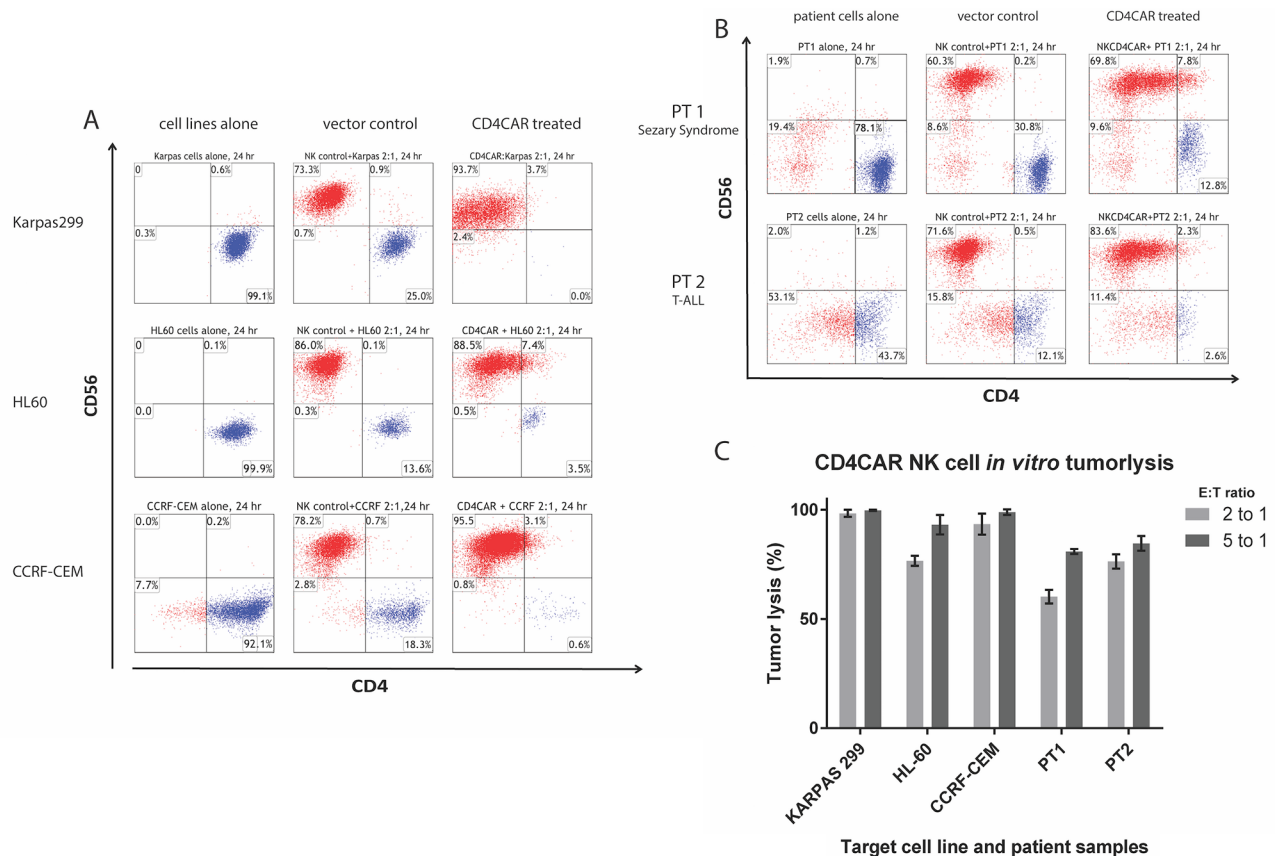 A
cell lines alone
vector control
CD4CAR treated
Karpas cells alone, 24 hr
NK control+Karpas 2:1, 24 hr
CD4CAR:Karpas 2:1, 24 hr
0
0.6%
73.3%
0.9%
93.7%
3.7%
Karpas299
0.3%
0.7%
2.4%
99.1%
25.0%
0.0%
HL60 cells alone, 24 hr
NK control + HL60 2:1, 24 hr
CD4CAR + HL60 2:1, 24 hr
0
0.1%
86.0%
0.1%
88.5%
7.4%
CD56
HL60
0.0
0.3%
0.5%
99.9%
13.6%
3.5%
CCRF-CEM alone, 24 hr
NK control+CCRF 2:1,24 hr
CD4CAR + CCRF 2:1, 24 hr
0.0%
0.2%
78.2%
0.7%
95.5
3.1%
CCRF-CEM
7.7%
2.8%
0.8%
92.1%
18.3%
0.6%
CD4
B
patient cells alone
vector control
CD4CAR treated
PT1 alone, 24 hr
NK control+PT1 2:1, 24 hr
NKCD4CAR+ PT1 2:1, 24 hr
1.9%
0.7%
60.3%
0.2%
69.8%
7.8%
PT 1
Sezary Syndrome
19.4%
78.1%
8.6%
30.8%
9.6%
12.8%
CD56
PT2 cells alone, 24 hr
NK control+PT2 2:1, 24 hr
NKCD4CAR+PT2 2:1, 24 hr
2.0%
1.2%
71.6%
0.5%
83.6%
2.3%
PT 2
T-ALL
53.1%
15.8%
11.4%
43.7%
12.1%
2.6%
CD4
C
CD4CAR NK cell in vitro tumorlysis
E:T ratio
2 to 1
5 to 1
Tumor lysis (%)
100
50
0
KARPAS 299
HL-60
CCRF-CEM
PT1
PT2
Target cell line and patient samples